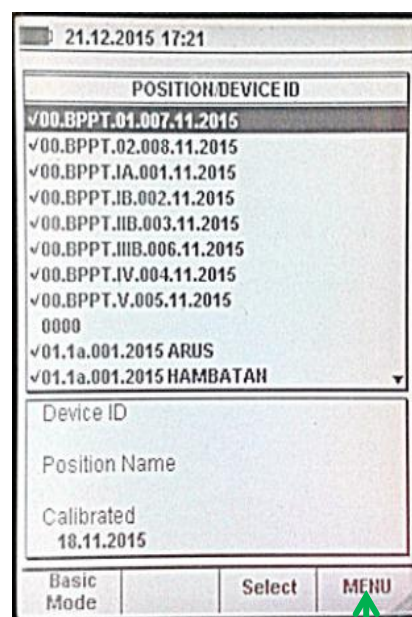 21.12.2015 17:21
POSITION/DEVICE ID
√00.BPPT.01.007.11.2015
√00.BPPT.02.008.11.2015
√00.BPPT.IA.001.11.2015
√00.BPPT.IB.002.11.2015
√00.BPPT.IIB.003.11.2015
√00.BPPT.IIIB.006.11.2015
√00.BPPT.IV.004.11.2015
√00.BPPT.V.005.11.2015
0000
√01.1a.001.2015 ARUS
√01.1a.001.2015 HAMBATAN
Device ID
Position Name
Calibrated
18.11.2015
Basic Mode
Select
MENU